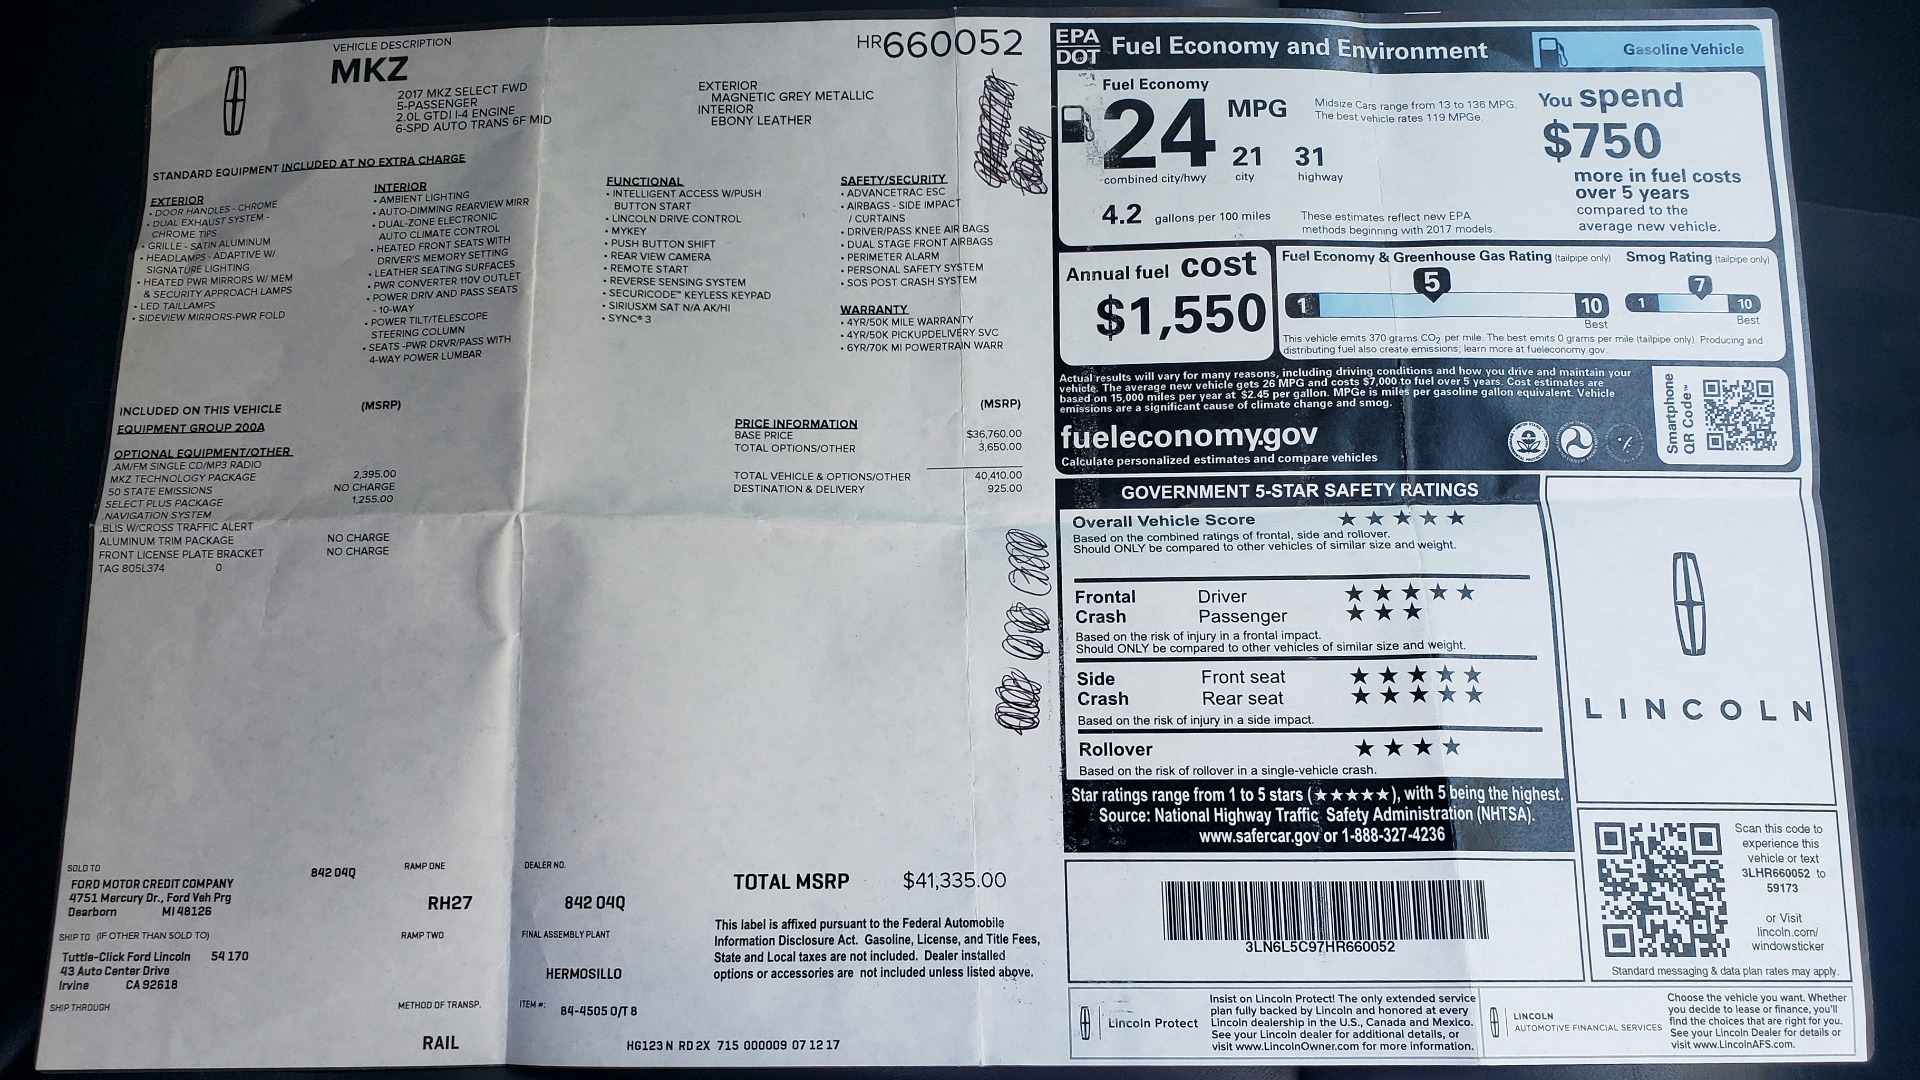 VEHICLE DESCRIPTION
MKZ
2017 MKZ SELECT FWD
5-PASSENGER
2.0L GTDI I-4 ENGINE
6-SPD AUTO TRANS 6F MID
EXTERIOR
MAGNETIC GREY METALLIC
INTERIOR
EBONY LEATHER
HR660052
STANDARD EQUIPMENT INCLUDED AT NO EXTRA CHARGE
EXTERIOR
• DOOR HANDLES - CHROME
• DUAL EXHAUST SYSTEM -
CHROME TIPS
• GRILLE - SATIN ALUMINUM
• HEADLAMPS - ADAPTIVE W/
SIGNATURE LIGHTING
• HEATED PWR MIRRORS W/ MEM
& SECURITY APPROACH LAMPS
• LED TAILLAMPS
• SIDEVIEW MIRRORS-PWR FOLD
INTERIOR
• AMBIENT LIGHTING
• AUTO-DIMMING REARVIEW MIRR
• DUAL-ZONE ELECTRONIC
AUTO CLIMATE CONTROL
• HEATED FRONT SEATS WITH
DRIVER'S MEMORY SETTING
• LEATHER SEATING SURFACES
• PWR CONVERTER 110V OUTLET
• POWER DRIV AND PASS SEATS
- 10-WAY
• POWER TILT/TELESCOPE
STEERING COLUMN
• SEATS -PWR DRVR/PASS WITH
4-WAY POWER LUMBAR
FUNCTIONAL
• INTELLIGENT ACCESS W/PUSH
BUTTON START
• LINCOLN DRIVE CONTROL
• MYKEY
• PUSH BUTTON SHIFT
• REAR VIEW CAMERA
• REMOTE START
• REVERSE SENSING SYSTEM
• SECURICODE™ KEYLESS KEYPAD
• SIRIUSXM SAT N/A AK/HI
• SYNC® 3
SAFETY/SECURITY
• ADVANCETRAC ESC
• AIRBAGS - SIDE IMPACT
/ CURTAINS
• DRIVER/PASS KNEE AIR BAGS
• DUAL STAGE FRONT AIRBAGS
• PERIMETER ALARM
• PERSONAL SAFETY SYSTEM
• SOS POST CRASH SYSTEM
WARRANTY
• 4YR/50K MILE WARRANTY
• 4YR/50K PICKUPDELIVERY SVC
• 6YR/70K MI POWERTRAIN WARR
INCLUDED ON THIS VEHICLE (MSRP)
EQUIPMENT GROUP 200A
OPTIONAL EQUIPMENT/OTHER
.AM/FM SINGLE CD/MP3 RADIO
MKZ TECHNOLOGY PACKAGE 2,395.00
50 STATE EMISSIONS NO CHARGE
SELECT PLUS PACKAGE 1,255.00
.NAVIGATION SYSTEM
.BLIS W/CROSS TRAFFIC ALERT
ALUMINUM TRIM PACKAGE NO CHARGE
FRONT LICENSE PLATE BRACKET NO CHARGE
TAG 805L374 0
(MSRP)
PRICE INFORMATION
BASE PRICE $36,760.00
TOTAL OPTIONS/OTHER 3,650.00
TOTAL VEHICLE & OPTIONS/OTHER 40,410.00
DESTINATION & DELIVERY 925.00
SOLD TO
842 04Q
FORD MOTOR CREDIT COMPANY
4751 Mercury Dr., Ford Veh Prg
Dearborn MI 48126
SHIP TO (IF OTHER THAN SOLD TO)
Tuttle-Click Ford Lincoln 54 170
43 Auto Center Drive
Irvine CA 92618
SHIP THROUGH
RAMP ONE
RH27
RAMP TWO
METHOD OF TRANSP.
RAIL
DEALER NO.
842 04Q
FINAL ASSEMBLY PLANT
HERMOSILLO
ITEM #:
84-4505 O/T 8
HG123 N RD 2X 715 000009 07 12 17
TOTAL MSRP $41,335.00
This label is affixed pursuant to the Federal Automobile
Information Disclosure Act. Gasoline, License, and Title Fees,
State and Local taxes are not included. Dealer installed
options or accessories are not included unless listed above.
EPA
DOT
Fuel Economy and Environment
Gasoline Vehicle
Fuel Economy
24 MPG
combined city/hwy
21 city
31 highway
4.2 gallons per 100 miles
Midsize Cars range from 13 to 136 MPG.
The best vehicle rates 119 MPGe.
These estimates reflect new EPA
methods beginning with 2017 models.
You spend
$750
more in fuel costs
over 5 years
compared to the
average new vehicle.
Annual fuel cost
$1,550
Fuel Economy & Greenhouse Gas Rating (tailpipe only)
5
1 10
Best
Smog Rating (tailpipe only)
7
1 10
Best
This vehicle emits 370 grams CO2 per mile. The best emits 0 grams per mile (tailpipe only). Producing and
distributing fuel also create emissions; learn more at fueleconomy.gov.
Actual results will vary for many reasons, including driving conditions and how you drive and maintain your
vehicle. The average new vehicle gets 26 MPG and costs $7,000 to fuel over 5 years. Cost estimates are
based on 15,000 miles per year at $2.45 per gallon. MPGe is miles per gasoline gallon equivalent. Vehicle
emissions are a significant cause of climate change and smog.
fueleconomy.gov
Calculate personalized estimates and compare vehicles
Smartphone
QR Code™
GOVERNMENT 5-STAR SAFETY RATINGS
Overall Vehicle Score ★★★★★
Based on the combined ratings of frontal, side and rollover.
Should ONLY be compared to other vehicles of similar size and weight.
Frontal Driver ★★★★★
Crash Passenger ★★★
Based on the risk of injury in a frontal impact.
Should ONLY be compared to other vehicles of similar size and weight.
Side Front seat ★★★★★
Crash Rear seat ★★★★★
Based on the risk of injury in a side impact.
Rollover ★★★★
Based on the risk of rollover in a single-vehicle crash.
Star ratings range from 1 to 5 stars (★★★★★), with 5 being the highest.
Source: National Highway Traffic Safety Administration (NHTSA).
www.safercar.gov or 1-888-327-4236
LINCOLN
3LN6L5C97HR660052
Scan this code to
experience this
vehicle or text
3LHR660052 to
59173
or Visit
lincoln.com/
windowsticker
Standard messaging & data plan rates may apply.
Lincoln Protect
Insist on Lincoln Protect! The only extended service
plan fully backed by Lincoln and honored at every
Lincoln dealership in the U.S., Canada and Mexico.
See your Lincoln dealer for additional details, or
visit www.LincolnOwner.com for more information.
LINCOLN
AUTOMOTIVE FINANCIAL SERVICES
Choose the vehicle you want. Whether
you decide to lease or finance, you'll
find the choices that are right for you.
See your Lincoln Dealer for details or
visit www.LincolnAFS.com.